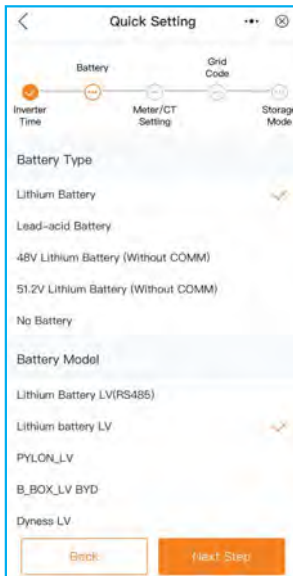 Quick Setting
Battery
Grid
Code
Inverter
Time
Meter/CT
Setting
Storage
Mode
Battery Type
Lithium Battery
Lead-acid Battery
48V Lithium Battery (Without COMM)
51.2V Lithium Battery (Without COMM)
No Battery
Battery Model
Lithium Battery LV(RS485)
Lithium battery LV
PYLON_LV
B_BOX_LV BYD
Dyness LV
Back
Next Step